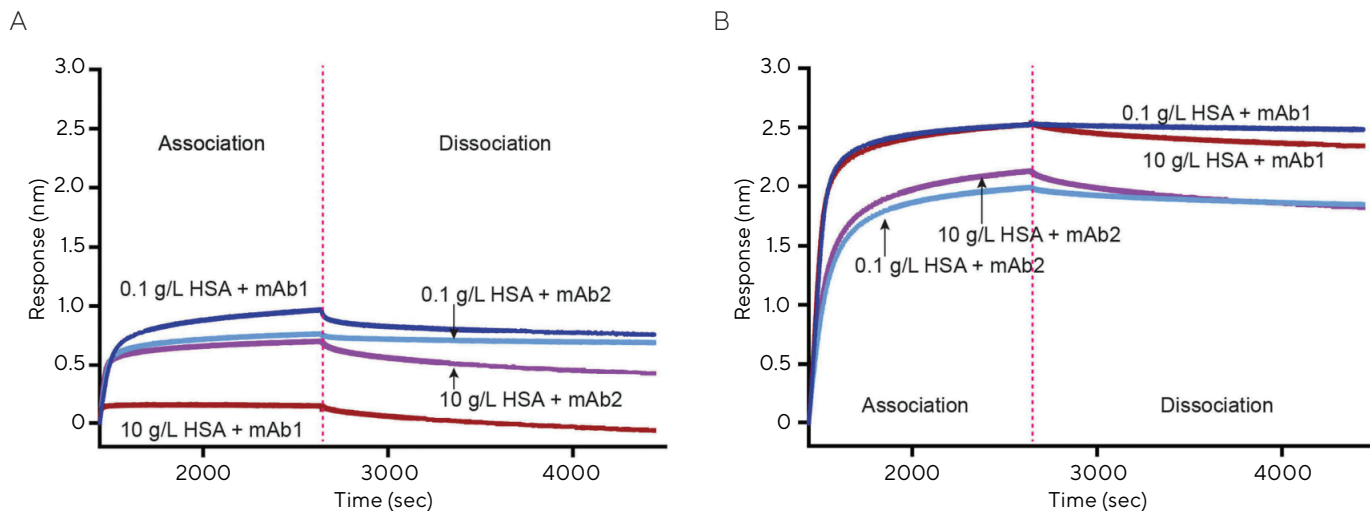 A
Response (nm)
3.0
2.5
2.0
1.5
1.0
0.5
0
Association
Dissociation
0.1 g/L HSA + mAb1
0.1 g/L HSA + mAb2
10 g/L HSA + mAb2
10 g/L HSA + mAb1
2000
3000
4000
Time (sec)
B
Response (nm)
3.0
2.5
2.0
1.5
1.0
0.5
0
0.1 g/L HSA + mAb1
10 g/L HSA + mAb1
10 g/L HSA + mAb2
0.1 g/L HSA + mAb2
Association
Dissociation
2000
3000
4000
Time (sec)